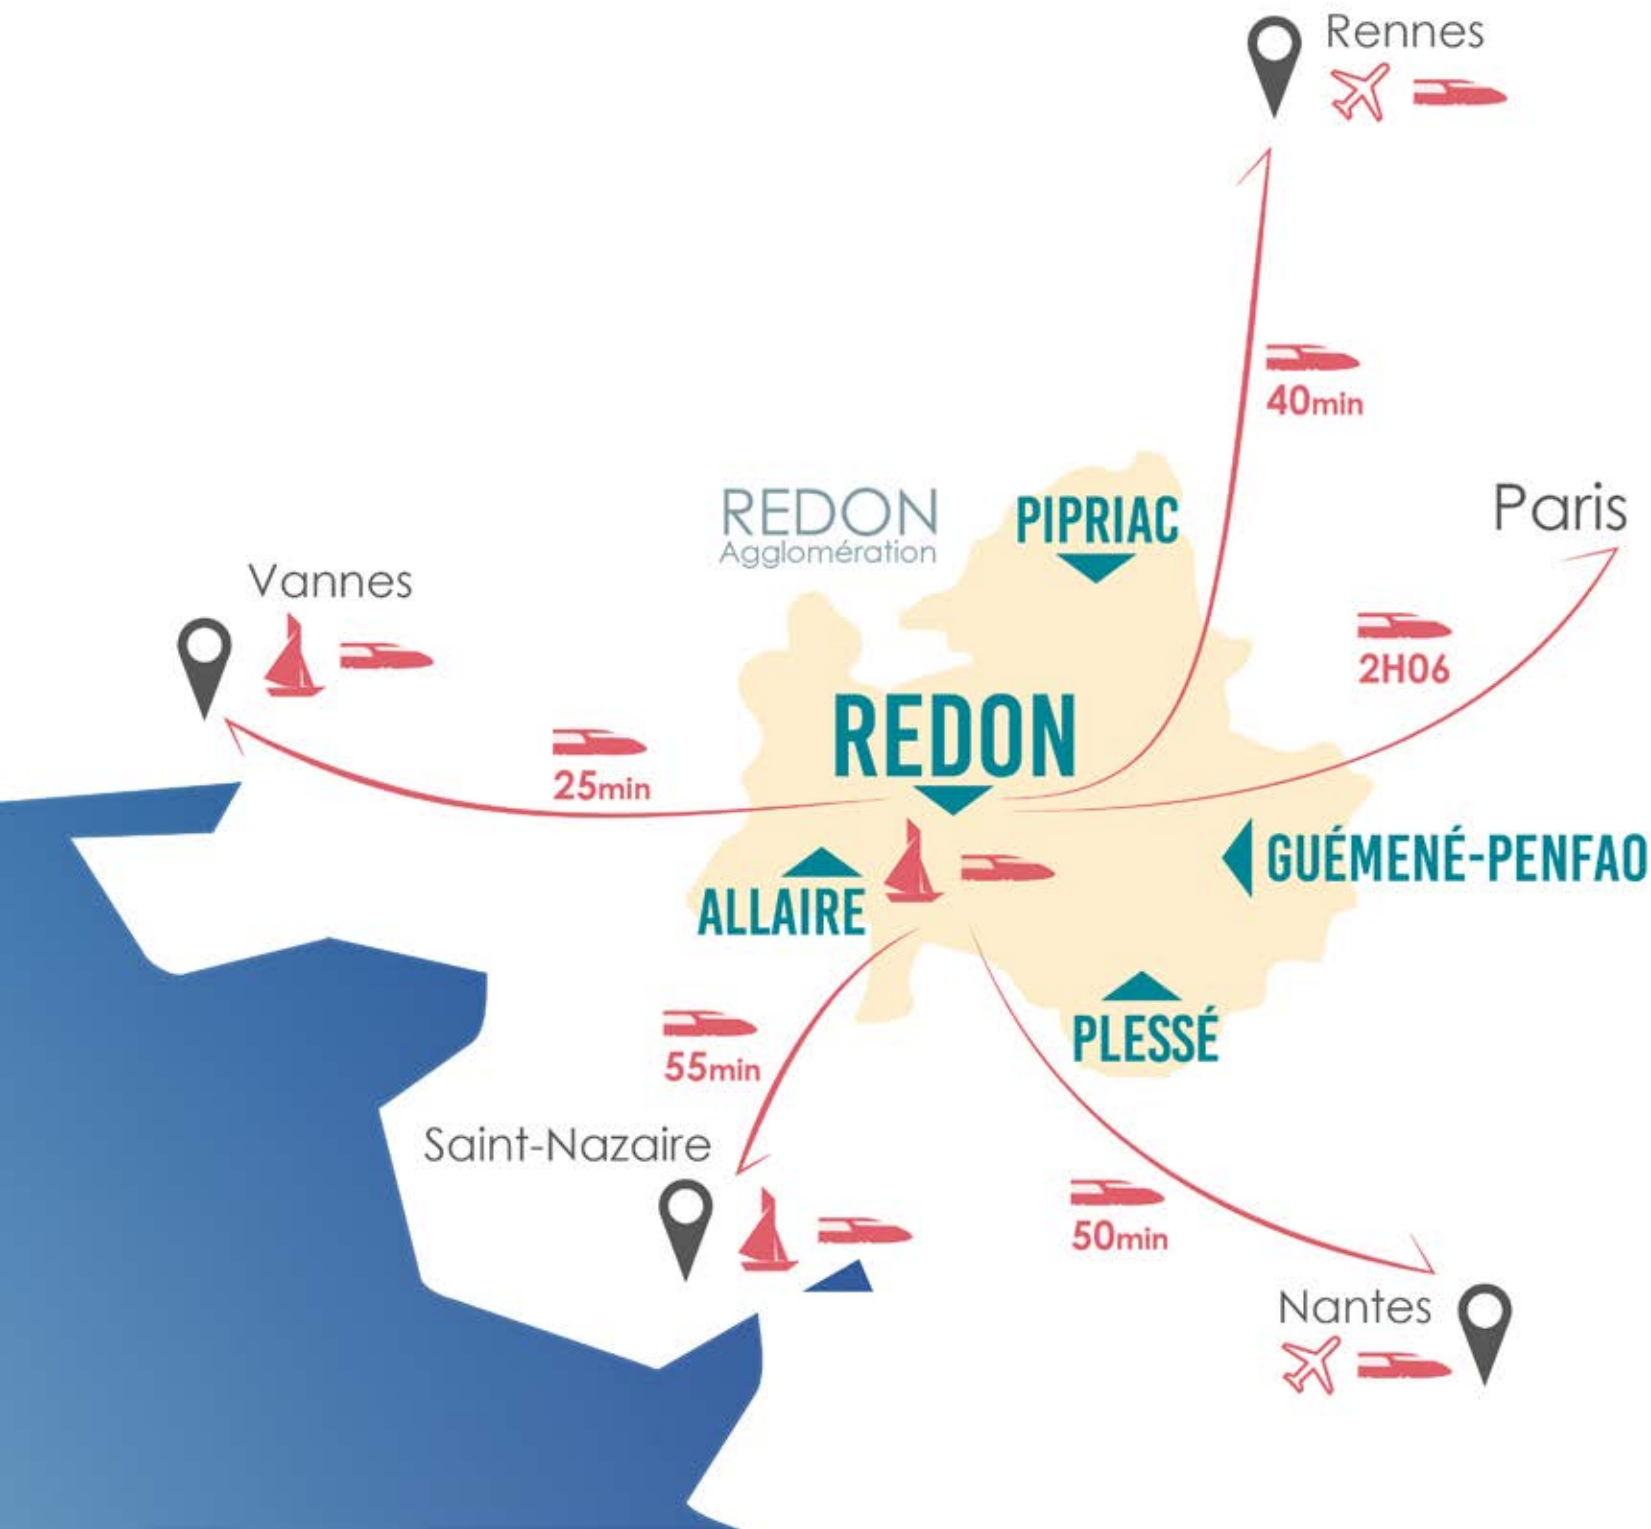 Rennes
40min
REDON
Agglomération
PIPRIAC
Paris
Vannes
2H06
REDON
25min
GUÉMENÉ-PENFAO
ALLAIRE
PLESSÉ
55min
Saint-Nazaire
50min
Nantes